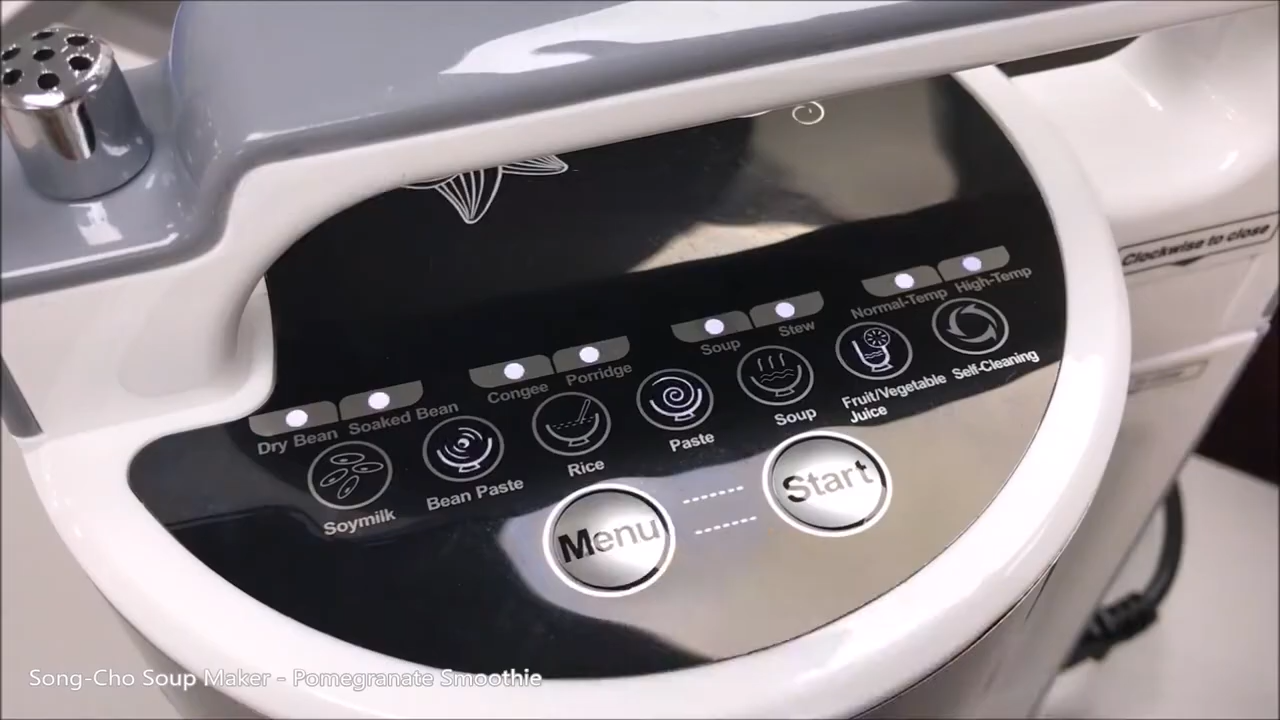 Clockwise to close
Normal-Temp High-Temp
Soup Stew
Congee Porridge
Dry Bean Soaked Bean
Self-Cleaning
Fruit/Vegetable
Juice
Soup
Paste
Rice
Bean Paste
Soymilk
Menu
Start
Song-Cho Soup Maker - Pomegranate Smoothie